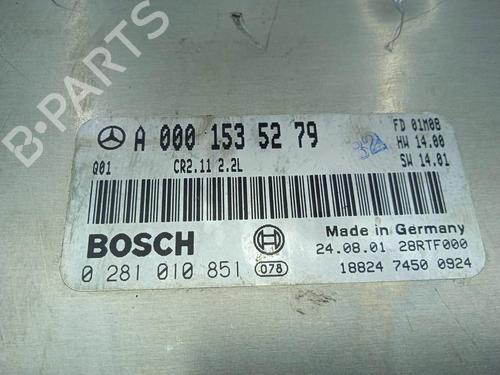 B-PARTS
A 000 153 52 79
FD 01M08
HW 14.00
SW 14.01
Q01 CR2.11 2.2L
32
BOSCH
Made in Germany
24.08.01 28RTF000
0 281 010 851 078
18824 7450 0924